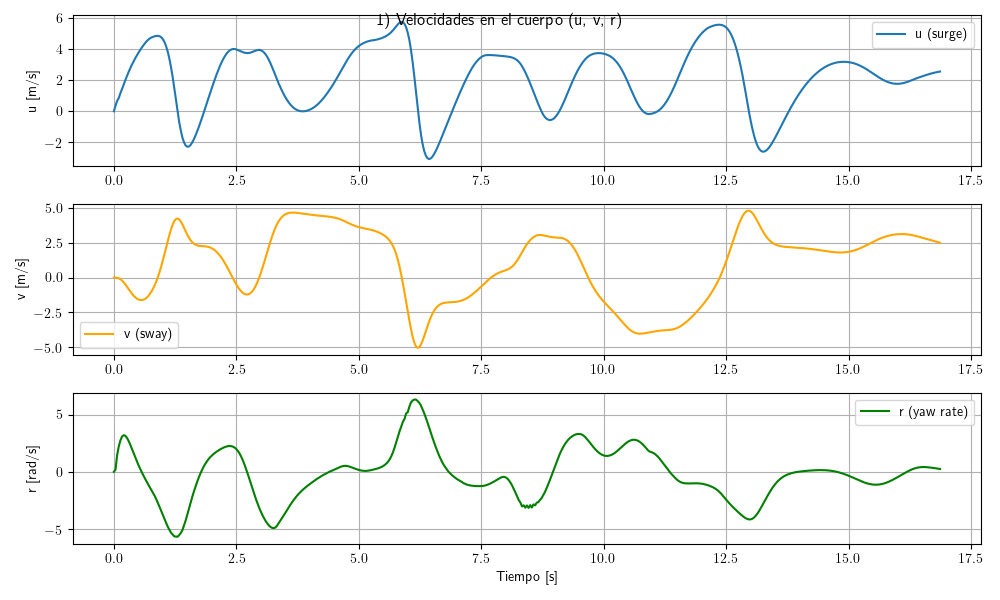 1) Velocidades en el cuerpo (u, v, r)
u [m/s]
6
4
2
0
−2
u (surge)
0.0 2.5 5.0 7.5 10.0 12.5 15.0 17.5
v [m/s]
5.0
2.5
0.0
−2.5
−5.0
v (sway)
0.0 2.5 5.0 7.5 10.0 12.5 15.0 17.5
r [rad/s]
5
0
−5
r (yaw rate)
0.0 2.5 5.0 7.5 10.0 12.5 15.0 17.5
Tiempo [s]